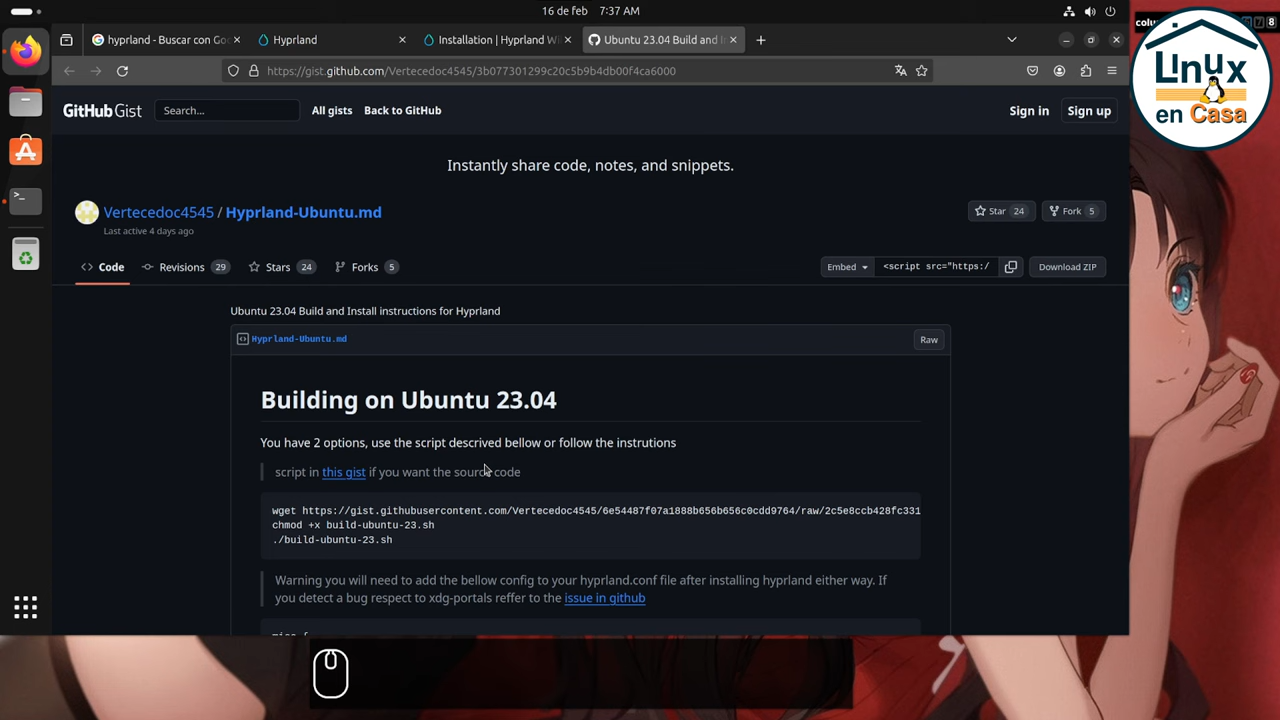 16 de feb 7:37 AM
hyprland - Buscar con Go
Hyprland
Installation | Hyprland W
Ubuntu 23.04 Build and I
colu
8
LInux
en Casa
https://gist.github.com/Vertecedoc4545/3b077301299c20c5b9b4db00f4ca6000
GitHub Gist
Search...
All gists
Back to GitHub
Sign in
Sign up
Instantly share code, notes, and snippets.
Vertecedoc4545 / Hyprland-Ubuntu.md
Last active 4 days ago
Star 24
Fork 5
Code
Revisions 29
Stars 24
Forks 5
Embed
<script src="https:/
Download ZIP
Ubuntu 23.04 Build and Install instructions for Hyprland
Hyprland-Ubuntu.md
Raw
Building on Ubuntu 23.04
You have 2 options, use the script descrived bellow or follow the instrutions
script in this gist if you want the source code
wget https://gist.githubusercontent.com/Vertecedoc4545/6e54487f07a1888b656b656c0cdd9764/raw/2c5e8ccb428fc331
chmod +x build-ubuntu-23.sh
./build-ubuntu-23.sh
Warning you will need to add the bellow config to your hyprland.conf file after installing hyprland either way. If
you detect a bug respect to xdg-portals reffer to the issue in github